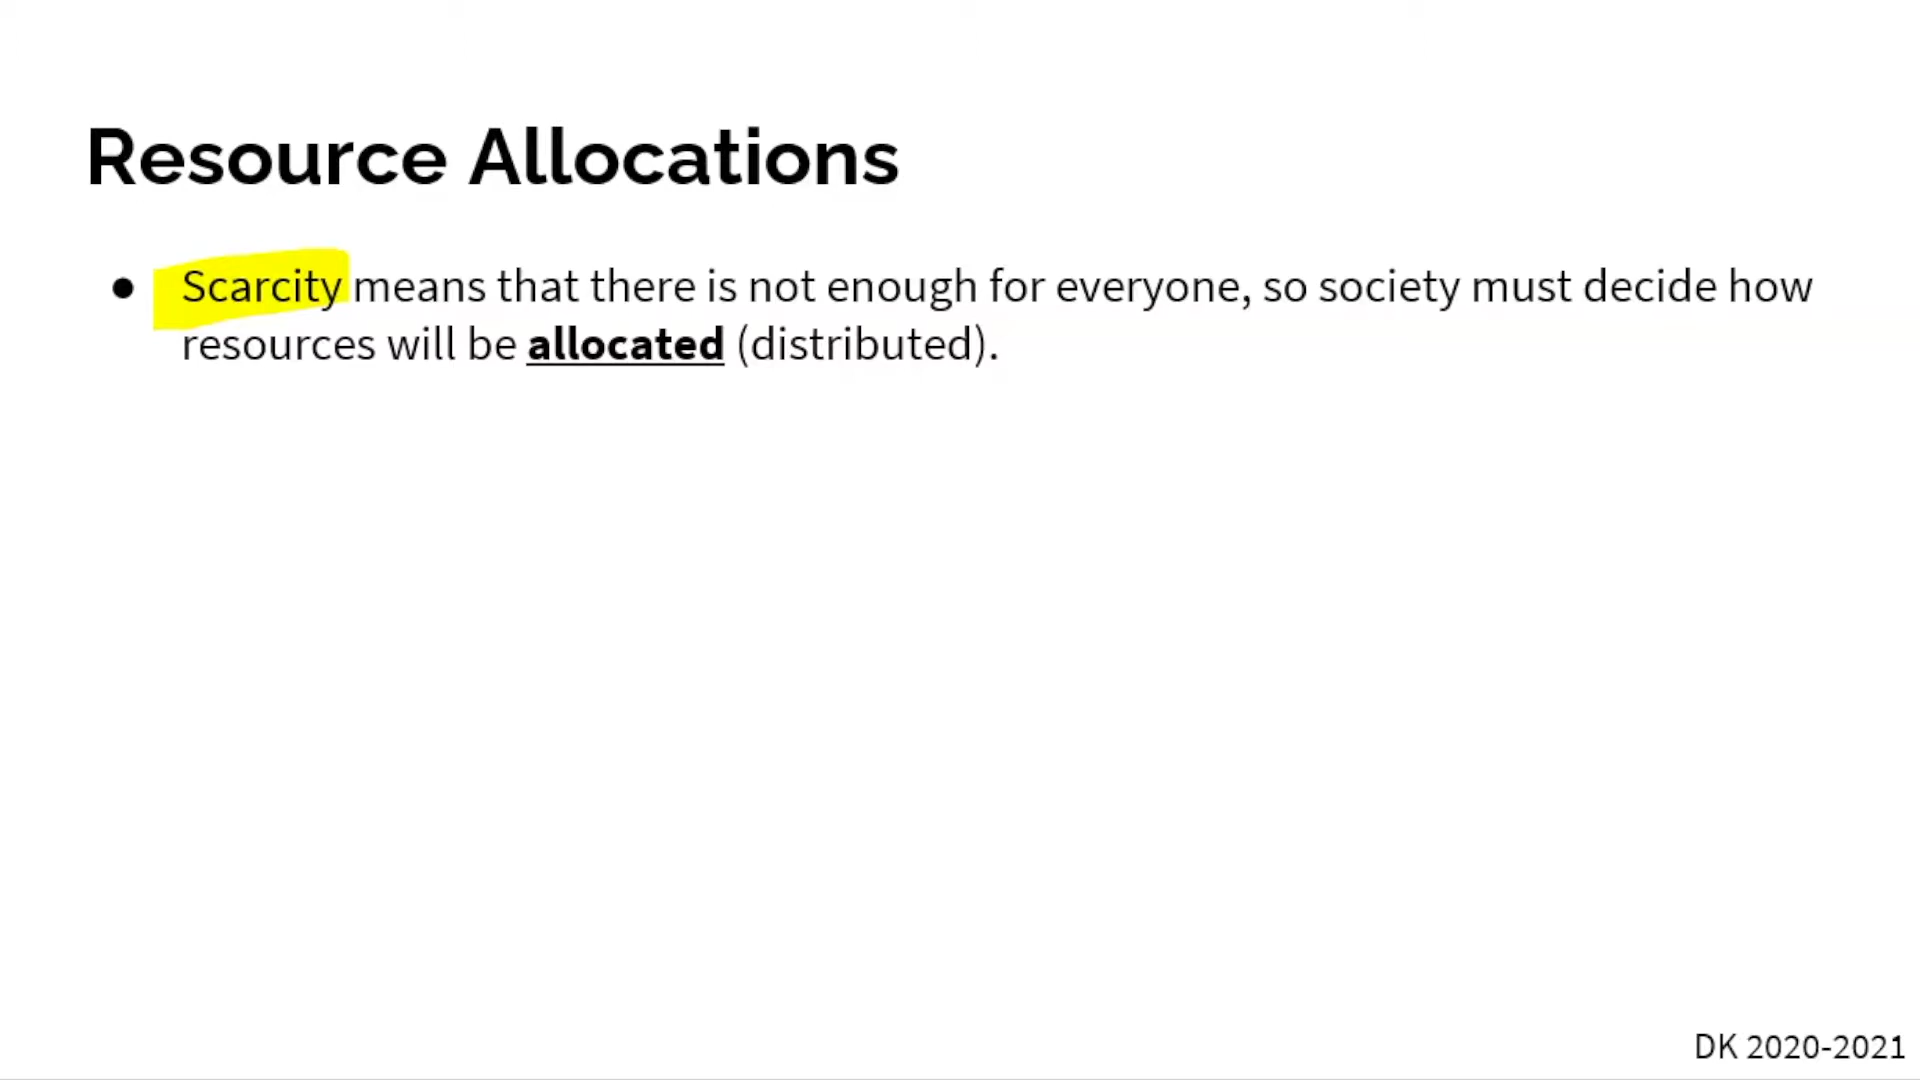 Resource Allocations
● Scarcity means that there is not enough for everyone, so society must decide how
resources will be allocated (distributed).
DK 2020-2021